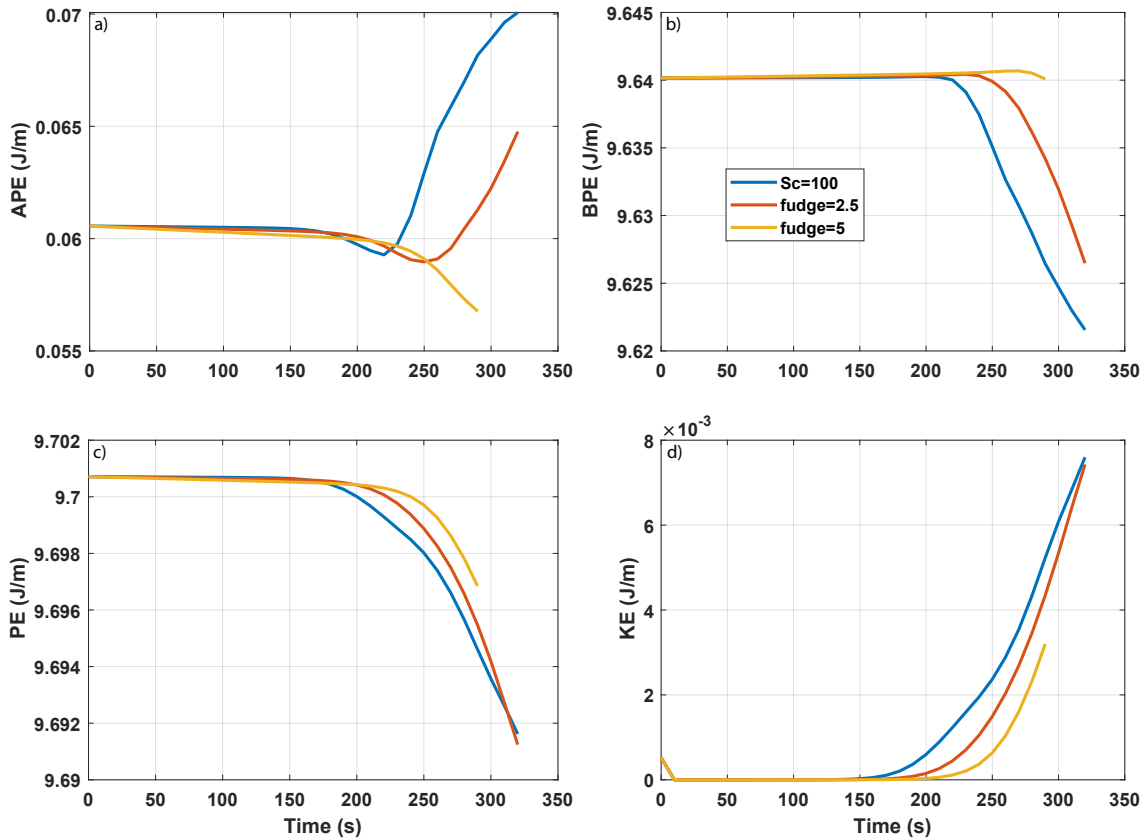 a)
0.07
0.065
0.06
0.055
APE (J/m)
0 50 100 150 200 250 300 350
b)
9.645
9.64
9.635
9.63
9.625
9.62
BPE (J/m)
Sc=100
fudge=2.5
fudge=5
0 50 100 150 200 250 300 350
c)
9.702
9.7
9.698
9.696
9.694
9.692
9.69
PE (J/m)
0 50 100 150 200 250 300 350
Time (s)
×10-3
d)
8
6
4
2
0
KE (J/m)
0 50 100 150 200 250 300 350
Time (s)